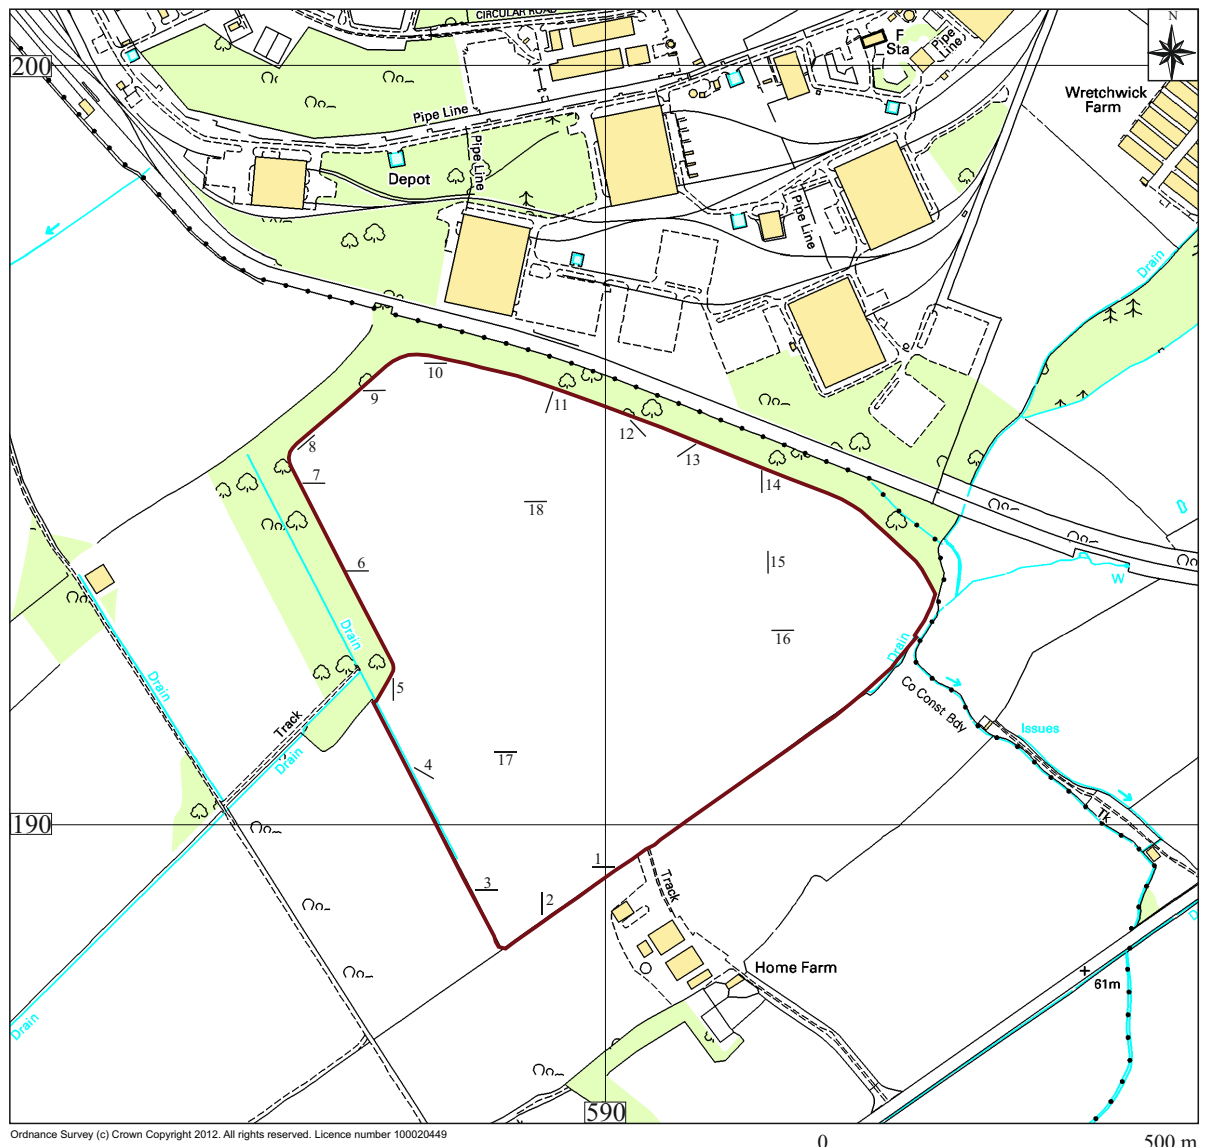 CIRCULAR ROAD
N
F
Sta
Pipe
Line
200
Wretchwick
Farm
Pipe Line
Pipe Line
Depot
Pipe Line
Drain
10
9
11
12
8
13
7
14
18
15
6
W
16
Drain
Drain
5
Co Const Bdy
Drain
Track
Issues
17
4
Drain
Tk
190
1
Track
3
2
D
Home Farm
61m
Drain
590
Ordnance Survey (c) Crown Copyright 2012. All rights reserved. Licence number 100020449
0
500 m